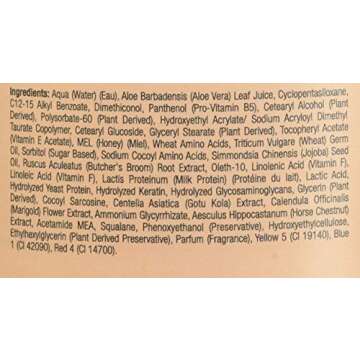 Ingredients: Aqua (Water) (Eau), Aloe Barbadensis (Aloe Vera) Leaf Juice, Cyclopentasiloxane,
C12-15 Alkyl Benzoate, Dimethiconol, Panthenol (Pro-Vitamin B5), Cetearyl Alcohol (Plant
Derived), Polysorbate-60 (Plant Derived), Hydroxyethyl Acrylate/ Sodium Acryloyl Dimethyl
Taurate Copolymer, Cetearyl Glucoside, Glyceryl Stearate (Plant Derived), Tocopheryl Acetate
(Vitamin E Acetate), MEL (Honey) (Miel), Wheat Amino Acids, Triticum Vulgare (Wheat) Germ
Oil, Sorbitol (Sugar Based), Sodium Cocoyl Amino Acids, Simmondsia Chinensis (Jojoba) Seed
Oil, Ruscus Aculeatus (Butcher's Broom) Root Extract, Oleth-10, Linolenic Acid (Vitamin F),
Linoleic Acid (Vitamin F), Lactis Proteinum (Milk Protein) (Protéine du lait), Lactic Acid,
Hydrolyzed Yeast Protein, Hydrolyzed Keratin, Hydrolyzed Glycosaminoglycans, Glycerin (Plant
Derived), Cocoyl Sarcosine, Centella Asiatica (Gotu Kola) Extract, Calendula Officinalis
(Marigold) Flower Extract, Ammonium Glycyrrhizate, Aesculus Hippocastanum (Horse Chestnut)
Extract, Acetamide MEA, Squalane, Phenoxyethanol (Preservative), Hydroxyethylcellulose,
Ethylhexylglycerin (Plant Derived Preservative), Parfum (Fragrance), Yellow 5 (CI 19140), Blue
1 (CI 42090), Red 4 (CI 14700).